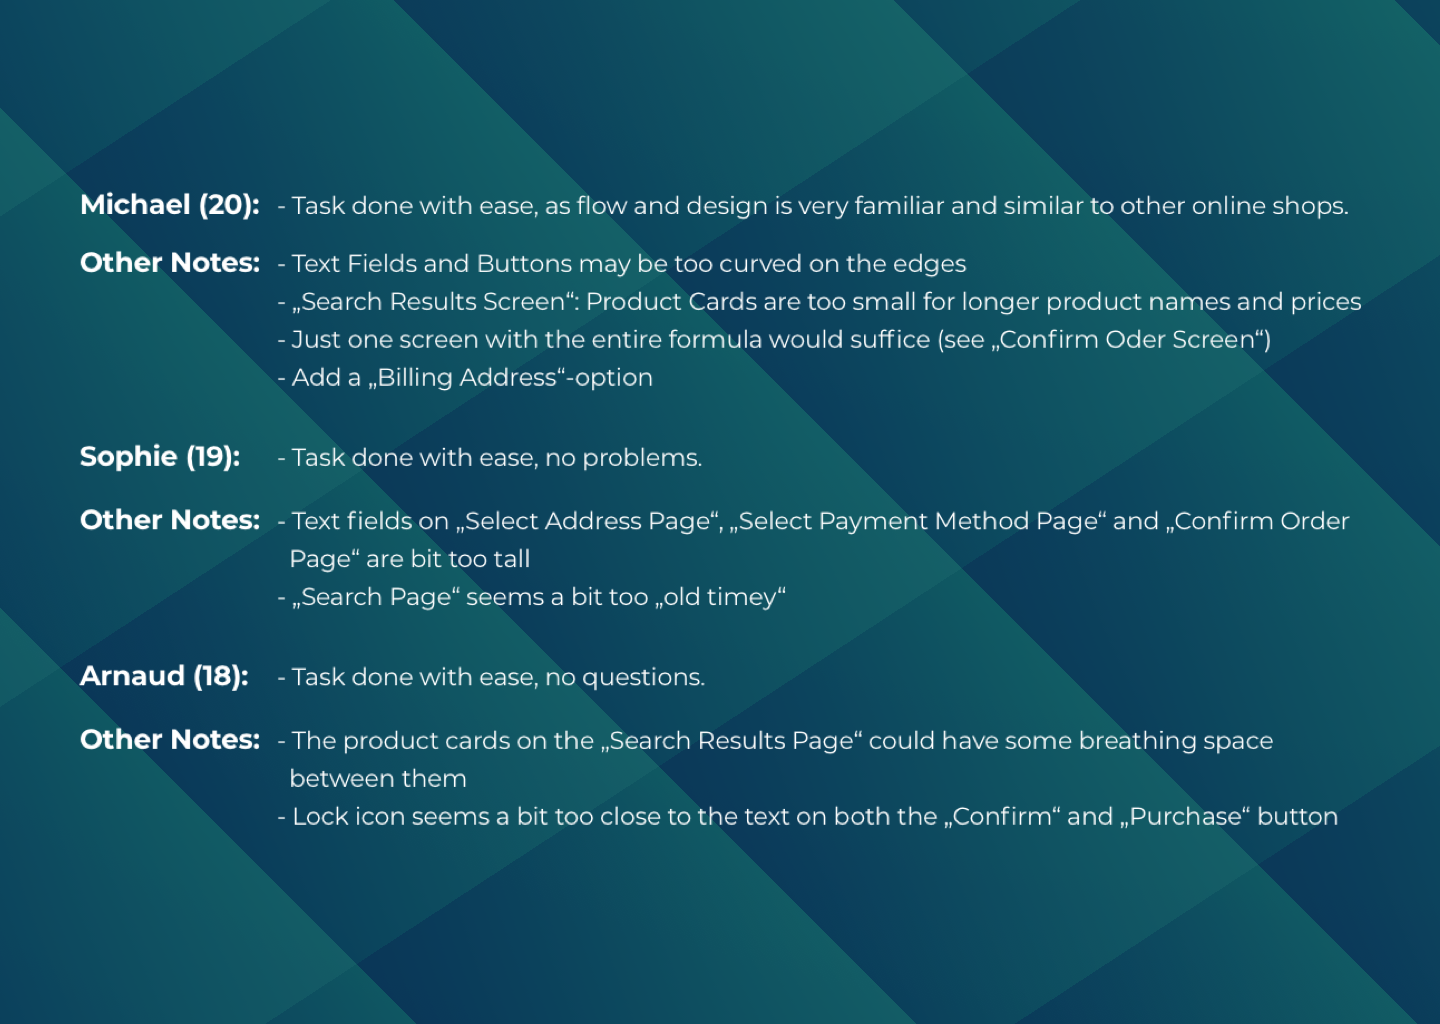 Michael (20): - Task done with ease, as flow and design is very familiar and similar to other online shops.
Other Notes: - Text Fields and Buttons may be too curved on the edges
- „Search Results Screen“: Product Cards are too small for longer product names and prices
- Just one screen with the entire formula would suffice (see „Confirm Oder Screen“)
- Add a „Billing Address“-option
Sophie (19): - Task done with ease, no problems.
Other Notes: - Text fields on „Select Address Page“, „Select Payment Method Page“ and „Confirm Order
Page“ are bit too tall
- „Search Page“ seems a bit too „old timey“
Arnaud (18): - Task done with ease, no questions.
Other Notes: - The product cards on the „Search Results Page“ could have some breathing space
between them
- Lock icon seems a bit too close to the text on both the „Confirm“ and „Purchase“ button